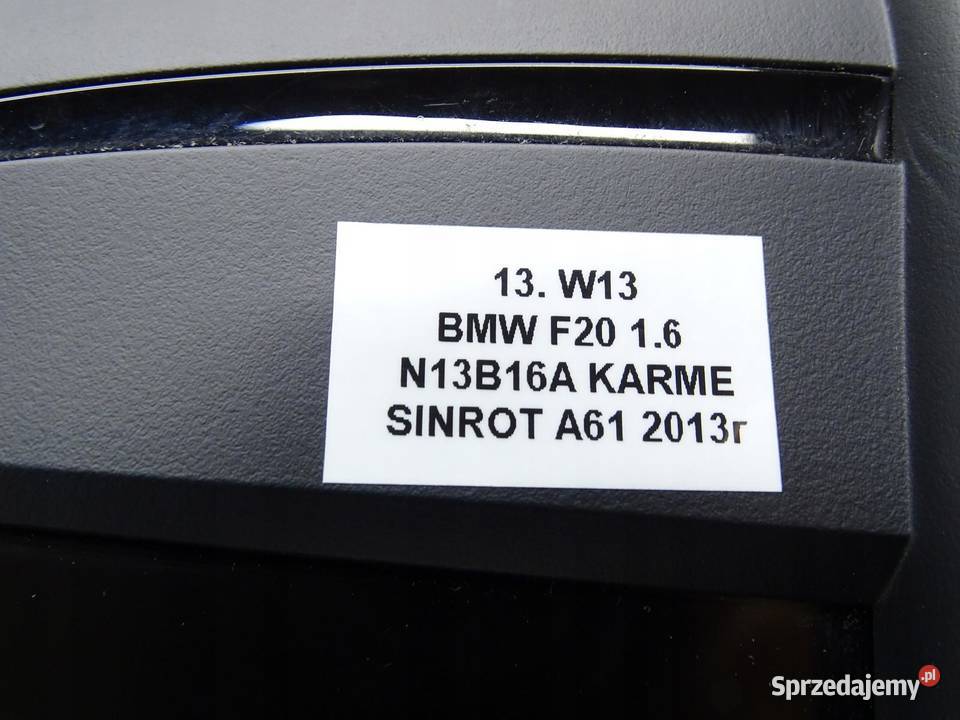 13. W13
BMW F20 1.6
N13B16A KARME
SINROT A61 2013r
Sprzedajemy.pl